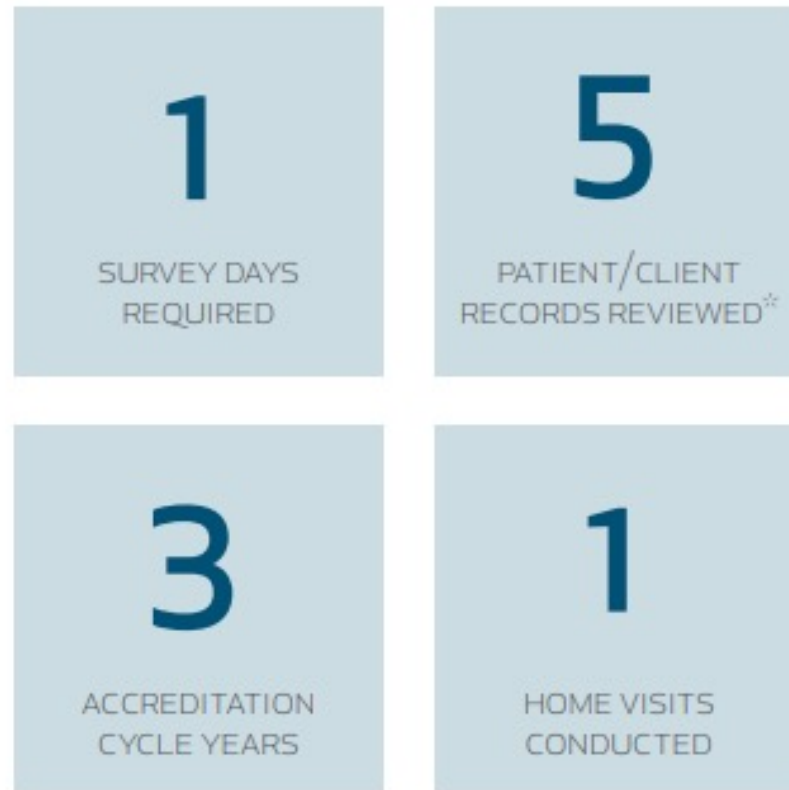 1
SURVEY DAYS
REQUIRED
5
PATIENT/CLIENT
RECORDS REVIEWED*
3
ACCREDITATION
CYCLE YEARS
1
HOME VISITS
CONDUCTED